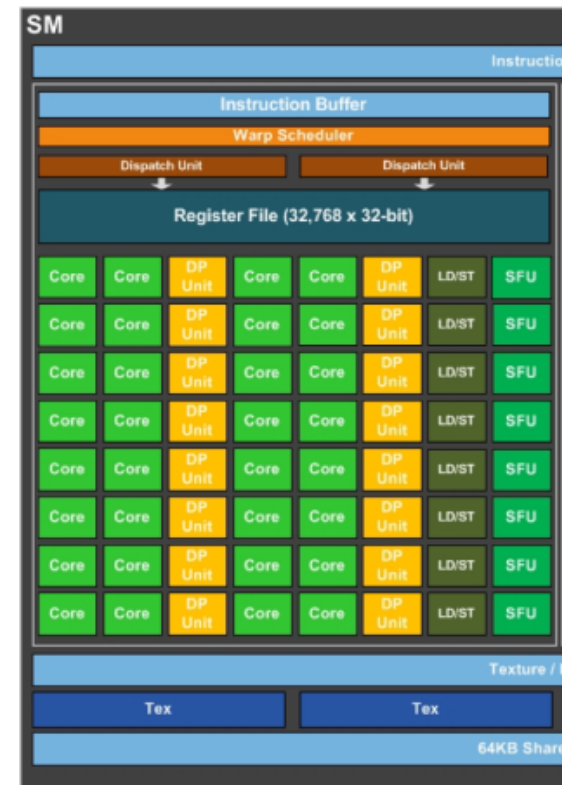 SM
Instructio
Instruction Buffer
Warp Scheduler
Dispatch Unit Dispatch Unit
Register File (32,768 x 32-bit)
Core Core DP Unit Core Core DP Unit LD/ST SFU
Core Core DP Unit Core Core DP Unit LD/ST SFU
Core Core DP Unit Core Core DP Unit LD/ST SFU
Core Core DP Unit Core Core DP Unit LD/ST SFU
Core Core DP Unit Core Core DP Unit LD/ST SFU
Core Core DP Unit Core Core DP Unit LD/ST SFU
Core Core DP Unit Core Core DP Unit LD/ST SFU
Core Core DP Unit Core Core DP Unit LD/ST SFU
Texture /
Tex Tex
64KB Share